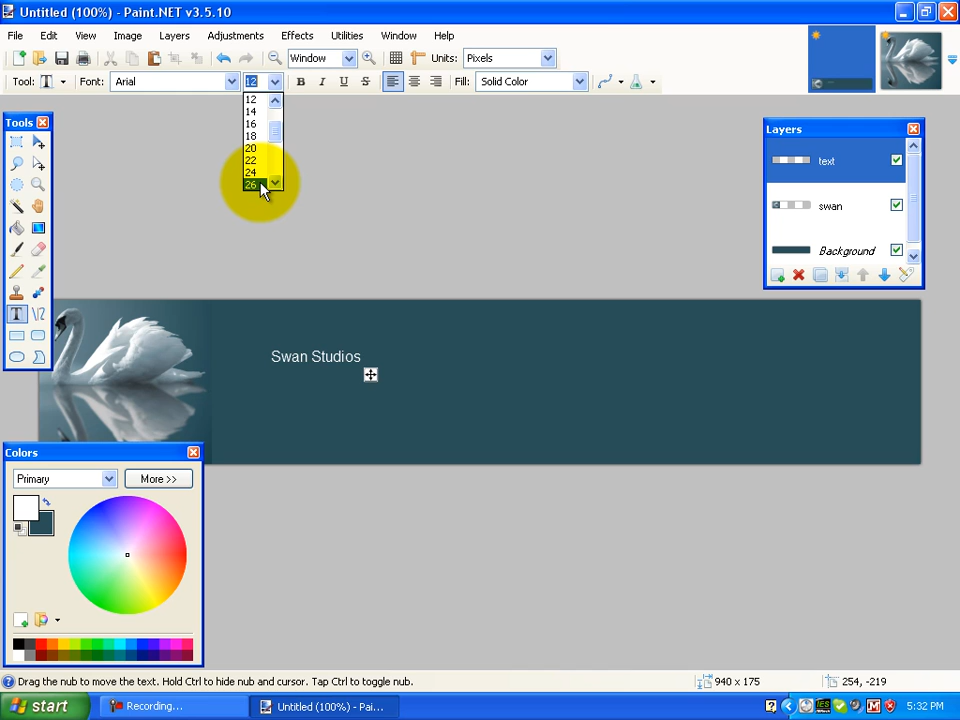 Untitled (100%) - Paint.NET v3.5.10
File Edit View Image Layers Adjustments Effects Utilities Window Help
Window Units: Pixels
Tool: T Font: Arial 12 B I U S Fill: Solid Color
12
14
16
18
20
22
24
26
Tools
Layers
text
swan
Background
Swan Studios
Colors
Primary More >>
Drag the nub to move the text. Hold Ctrl to hide nub and cursor. Tap Ctrl to toggle nub. 940 x 175 254, -219
start Recording... Untitled (100%) - Pai... 5:32 PM